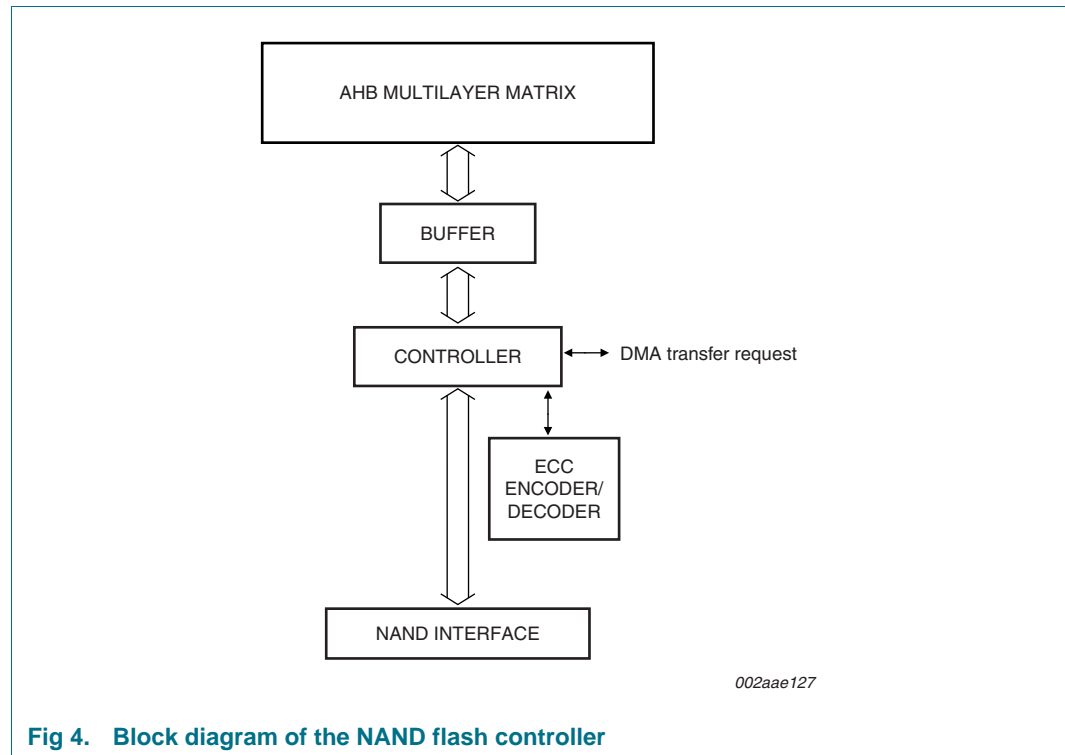 AHB MULTILAYER MATRIX
BUFFER
CONTROLLER
DMA transfer request
ECC
ENCODER/
DECODER
NAND INTERFACE
002aae127
Fig 4. Block diagram of the NAND flash controller